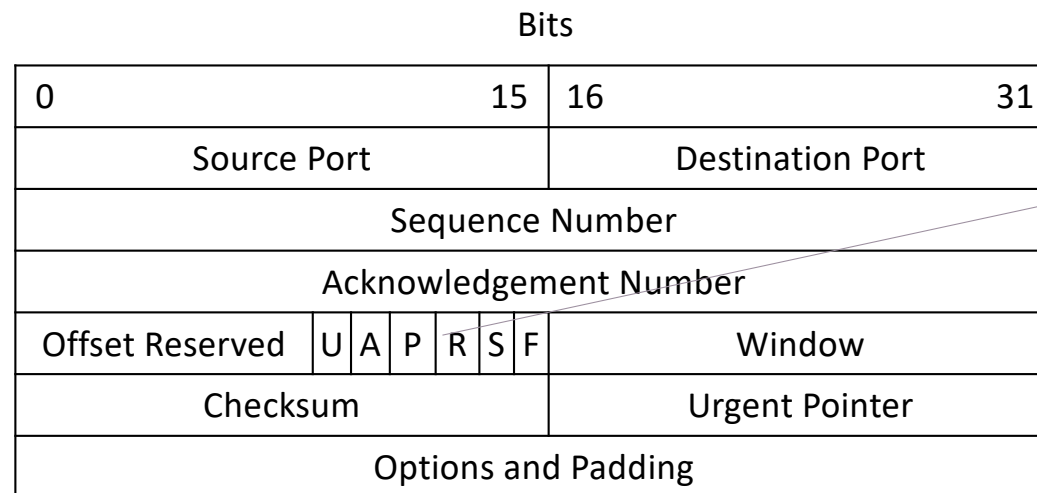 Bits
0 15 16 31
Source Port Destination Port
Sequence Number
Acknowledgement Number
Offset Reserved U A P R S F Window
Checksum Urgent Pointer
Options and Padding